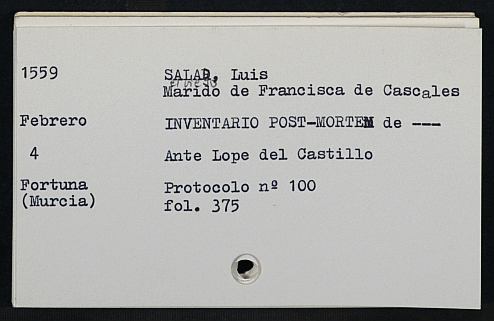 1559 SALAD, Luis
Marido de Francisca de Cascales
Febrero INVENTARIO POST-MORTEM de ---
4 Ante Lope del Castillo
Fortuna Protocolo nº 100
(Murcia) fol. 375